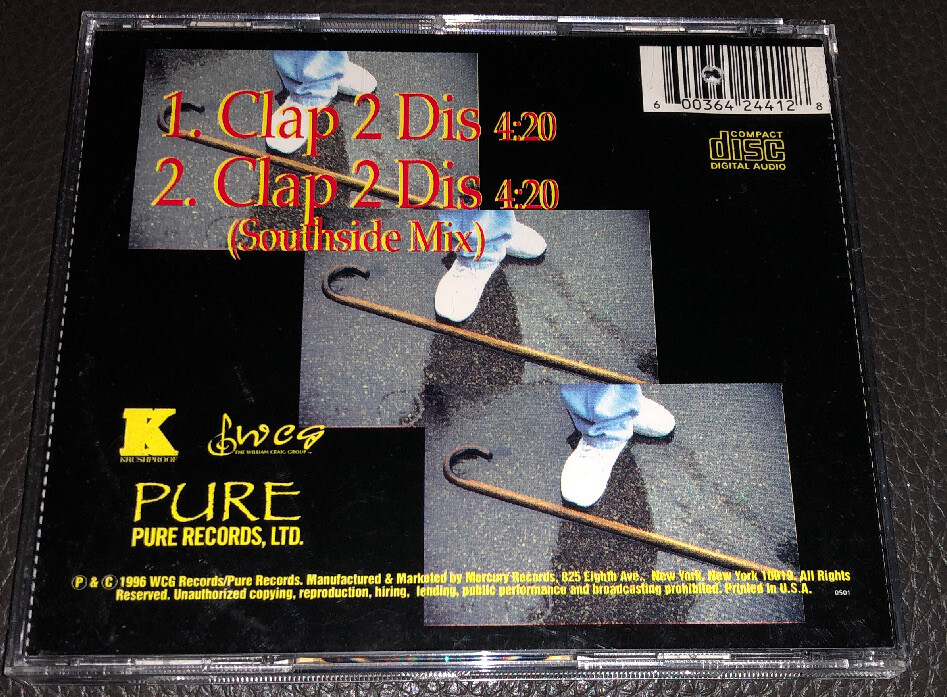 1. Clap 2 Dis 4:20
2. Clap 2 Dis 4:20
(Southside Mix)
6 00364 24412 8
COMPACT
disc
DIGITAL AUDIO
K
KRUSHPROOF
WCG
THE WILLIAM CRAIG GROUP™
PURE
PURE RECORDS, LTD.
Ⓟ & © 1996 WCG Records/Pure Records. Manufactured & Marketed by Mercury Records, 825 Eighth Ave., New York, New York 10019. All Rights
Reserved. Unauthorized copying, reproduction, hiring, lending, public performance and broadcasting prohibited. Printed in U.S.A.
0501